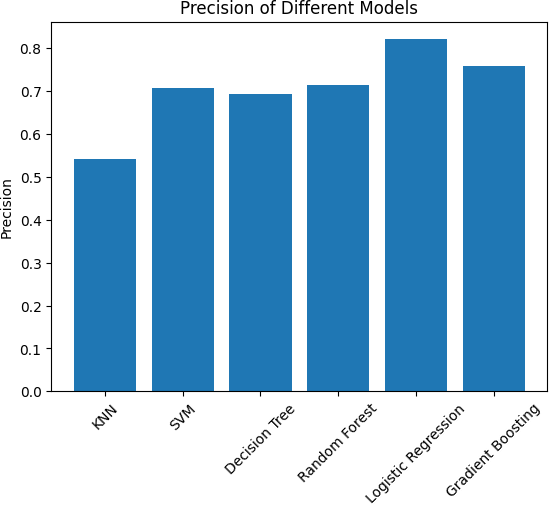 Precision of Different Models
Precision
0.8
0.7
0.6
0.5
0.4
0.3
0.2
0.1
0.0
KNN
SVM
Decision Tree
Random Forest
Logistic Regression
Gradient Boosting